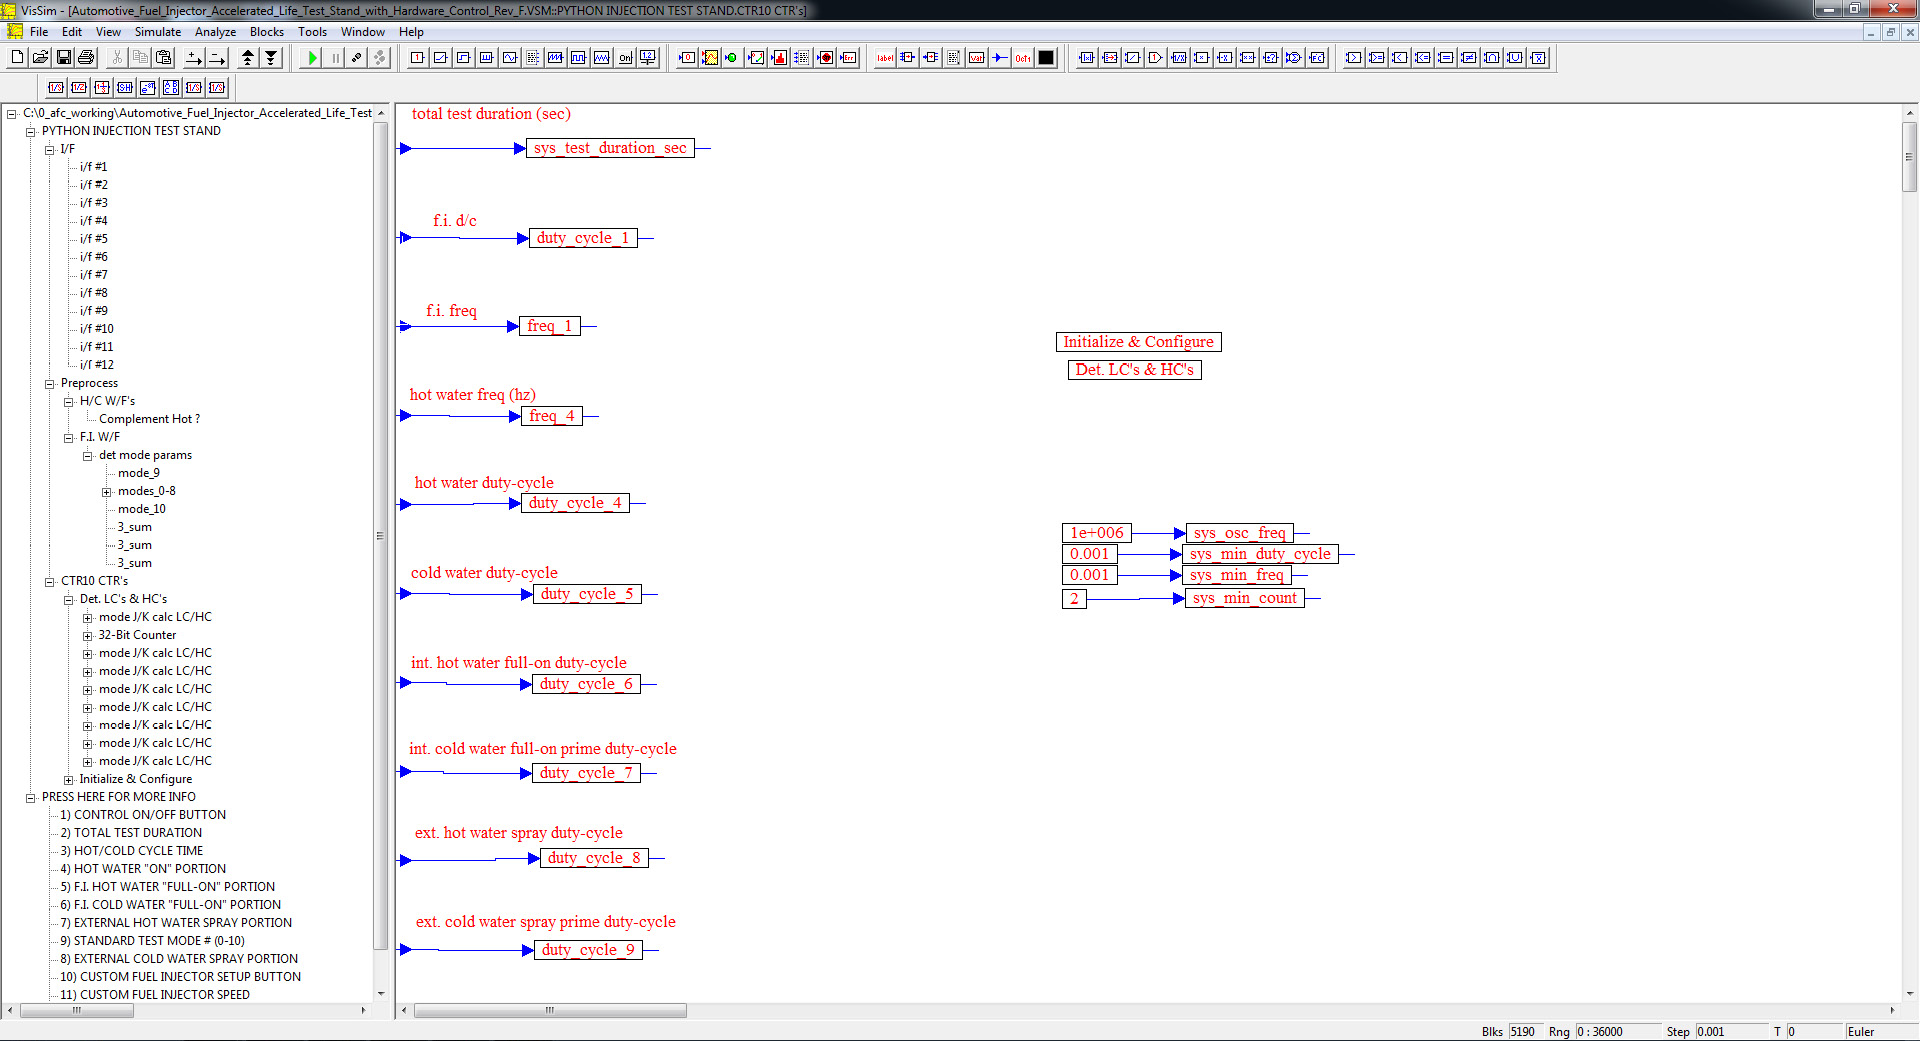 VisSim - [Automotive_Fuel_Injector_Accelerated_Life_Test_Stand_with_Hardware_Control_Rev_F.VSM::PYTHON INJECTION TEST STAND.CTR10 CTR's]
File Edit View Simulate Analyze Blocks Tools Window Help
C:\0_afc_working\Automotive_Fuel_Injector_Accelerated_Life_Test
PYTHON INJECTION TEST STAND
I/F
i/f #1
i/f #2
i/f #3
i/f #4
i/f #5
i/f #6
i/f #7
i/f #8
i/f #9
i/f #10
i/f #11
i/f #12
Preprocess
H/C W/F's
Complement Hot ?
F.I. W/F
det mode params
mode_9
modes_0-8
mode_10
3_sum
3_sum
3_sum
CTR10 CTR's
Det. LC's & HC's
mode J/K calc LC/HC
32-Bit Counter
mode J/K calc LC/HC
mode J/K calc LC/HC
mode J/K calc LC/HC
mode J/K calc LC/HC
mode J/K calc LC/HC
mode J/K calc LC/HC
mode J/K calc LC/HC
Initialize & Configure
PRESS HERE FOR MORE INFO
1) CONTROL ON/OFF BUTTON
2) TOTAL TEST DURATION
3) HOT/COLD CYCLE TIME
4) HOT WATER "ON" PORTION
5) F.I. HOT WATER "FULL-ON" PORTION
6) F.I. COLD WATER "FULL-ON" PORTION
7) EXTERNAL HOT WATER SPRAY PORTION
9) STANDARD TEST MODE # (0-10)
8) EXTERNAL COLD WATER SPRAY PORTION
10) CUSTOM FUEL INJECTOR SETUP BUTTON
11) CUSTOM FUEL INJECTOR SPEED
total test duration (sec)
sys_test_duration_sec
f.i. d/c
duty_cycle_1
f.i. freq
freq_1
hot water freq (hz)
freq_4
hot water duty-cycle
duty_cycle_4
cold water duty-cycle
duty_cycle_5
int. hot water full-on duty-cycle
duty_cycle_6
int. cold water full-on prime duty-cycle
duty_cycle_7
ext. hot water spray duty-cycle
duty_cycle_8
ext. cold water spray prime duty-cycle
duty_cycle_9
Initialize & Configure
Det. LC's & HC's
1e+006 sys_osc_freq
0.001 sys_min_duty_cycle
0.001 sys_min_freq
2 sys_min_count
Blks 5190 Rng 0 : 36000 Step 0.001 T 0 Euler